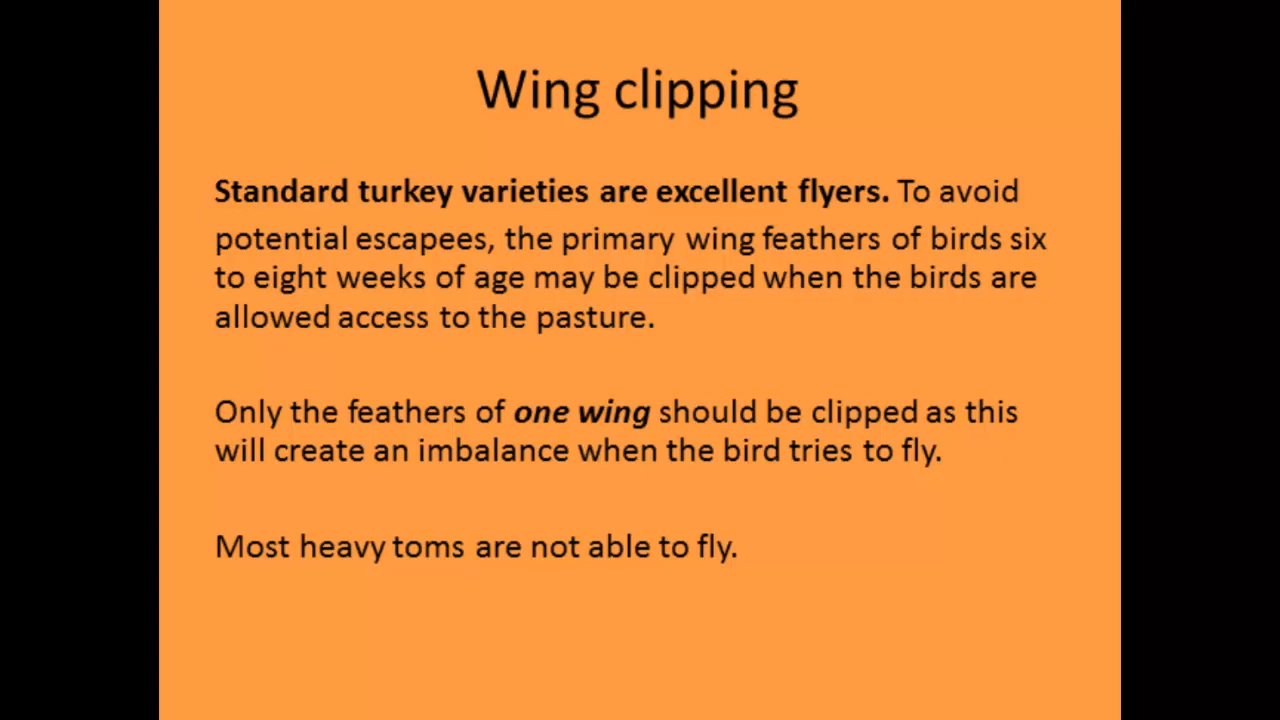 Wing clipping
Standard turkey varieties are excellent flyers. To avoid
potential escapees, the primary wing feathers of birds six
to eight weeks of age may be clipped when the birds are
allowed access to the pasture.
Only the feathers of one wing should be clipped as this
will create an imbalance when the bird tries to fly.
Most heavy toms are not able to fly.